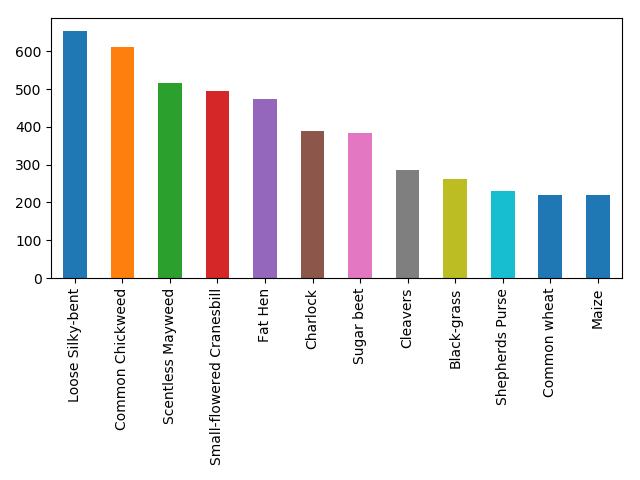 600
500
400
300
200
100
0
Loose Silky-bent
Common Chickweed
Scentless Mayweed
Small-flowered Cranesbill
Fat Hen
Charlock
Sugar beet
Cleavers
Black-grass
Shepherds Purse
Common wheat
Maize